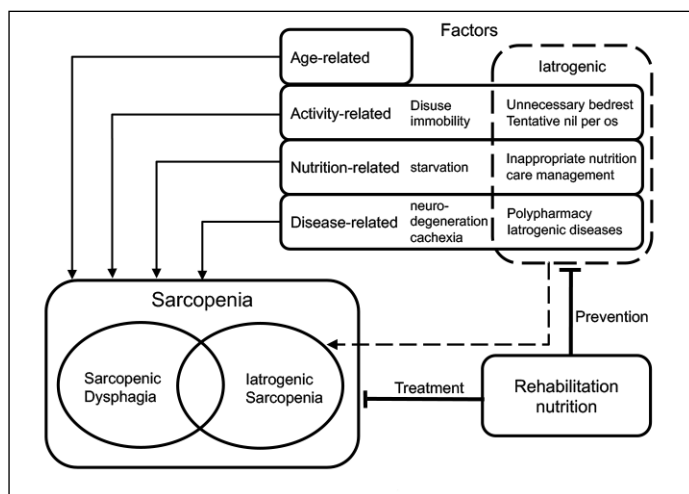 Factors
Age-related
Iatrogenic
Activity-related
Disuse
immobility
Unnecessary bedrest
Tentative nil per os
Nutrition-related
starvation
Inappropriate nutrition
care management
Disease-related
neuro-
degeneration
cachexia
Polypharmacy
Iatrogenic diseases
Sarcopenia
Sarcopenic
Dysphagia
Iatrogenic
Sarcopenia
Prevention
Treatment
Rehabilitation
nutrition